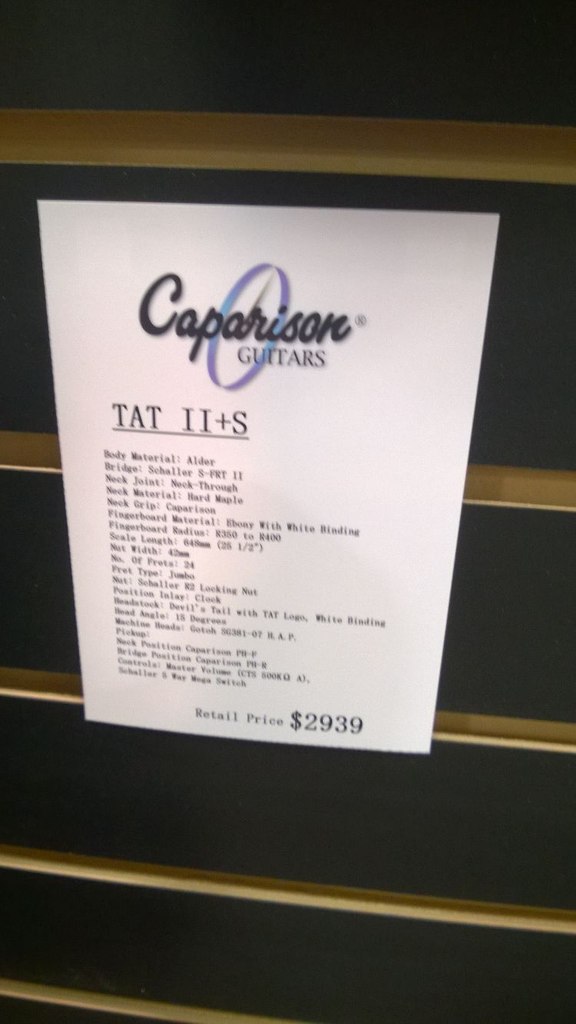 Caparison®
GUITARS
TAT II+S
Body Material: Alder
Bridge: Schaller S-FRT II
Neck Joint: Neck-Through
Neck Material: Hard Maple
Neck Grip: Caparison
Fingerboard Material: Ebony With White Binding
Fingerboard Radius: R350 to R400
Scale Length: 648mm (25 1/2")
Nut Width: 42mm
No. Of Frets: 24
Fret Type: Jumbo
Nut: Schaller R2 Locking Nut
Position Inlay: Clock
Headstock: Devil's Tail with TAT Logo, White Binding
Head Angle: 15 Degrees
Machine Heads: Gotoh SG381-07 H.A.P.
Pickup:
Neck Position Caparison PH-F
Bridge Position Caparison PH-R
Controls: Master Volume (CTS 500KΩ A),
Schaller 5 Way Mega Switch
Retail Price $2939